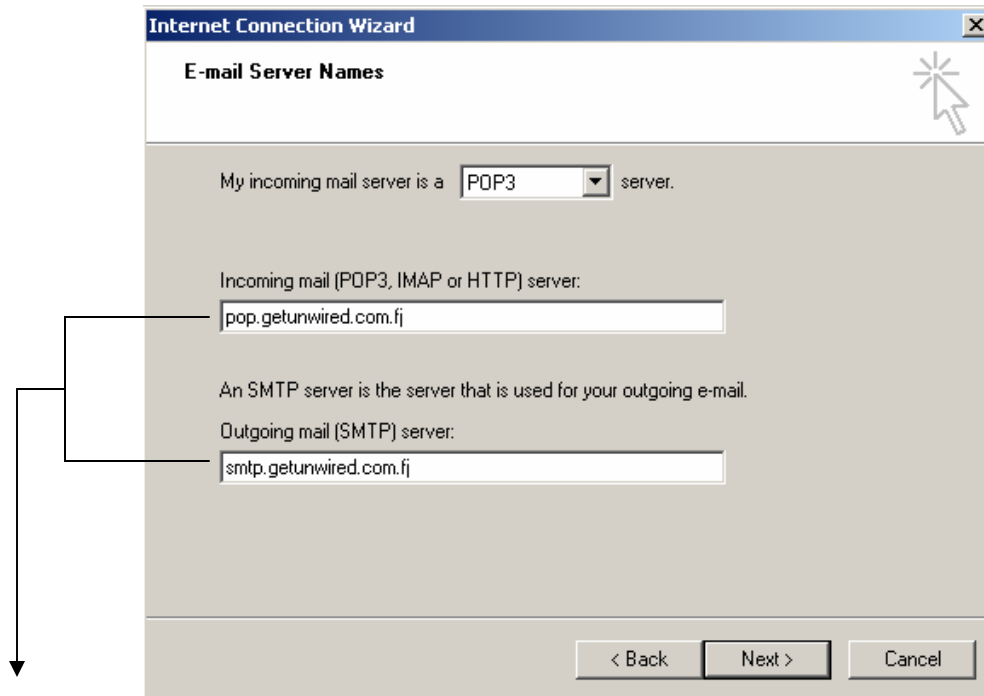 Internet Connection Wizard
E-mail Server Names
My incoming mail server is a POP3 server.
Incoming mail (POP3, IMAP or HTTP) server:
pop.getunwired.com.fj
An SMTP server is the server that is used for your outgoing e-mail.
Outgoing mail (SMTP) server:
smtp.getunwired.com.fj
< Back Next > Cancel